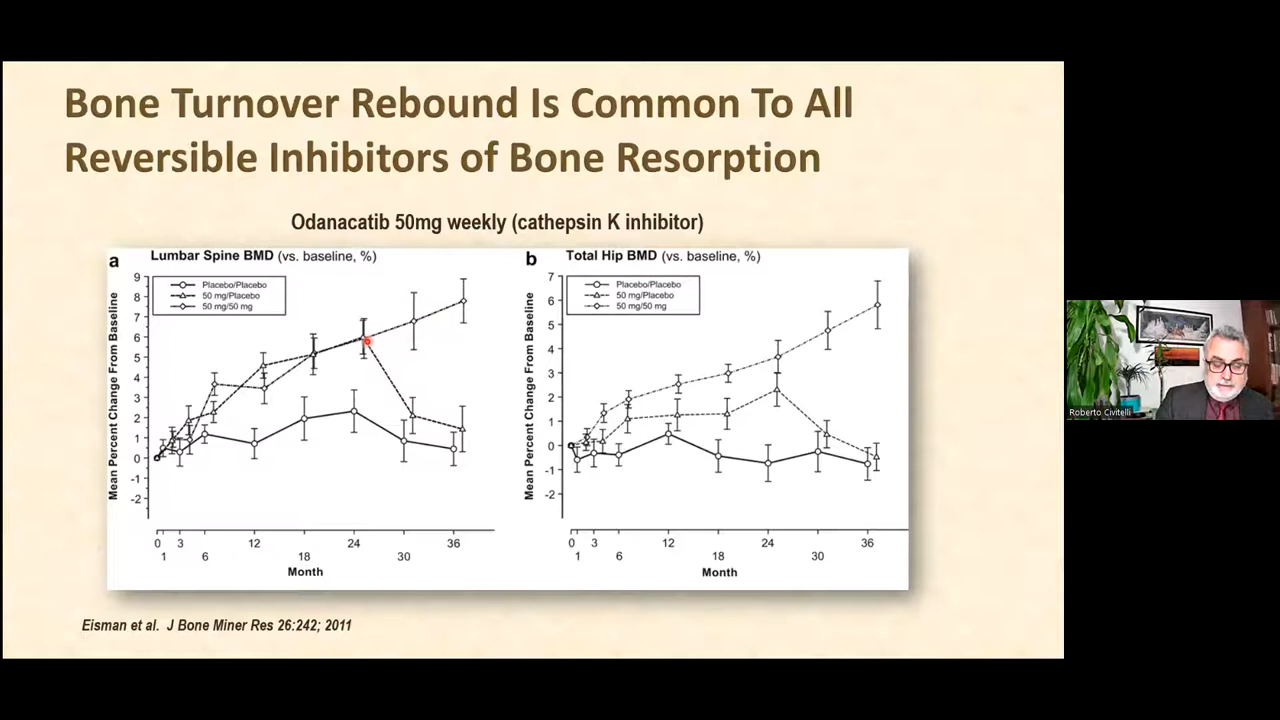 Bone Turnover Rebound Is Common To All
Reversible Inhibitors of Bone Resorption
Odanacatib 50mg weekly (cathepsin K inhibitor)
a
Lumbar Spine BMD (vs. baseline, %)
Mean Percent Change From Baseline
Placebo/Placebo
50 mg/Placebo
50 mg/50 mg
9
8
7
6
5
4
3
2
1
0
-1
-2
0 3 12 24 36
1 6 18 30
Month
b
Total Hip BMD (vs. baseline, %)
Mean Percent Change From Baseline
Placebo/Placebo
50 mg/Placebo
50 mg/50 mg
7
6
5
4
3
2
1
0
-1
-2
0 3 12 24 36
1 6 18 30
Month
Eisman et al. J Bone Miner Res 26:242; 2011
Roberto Civitelli